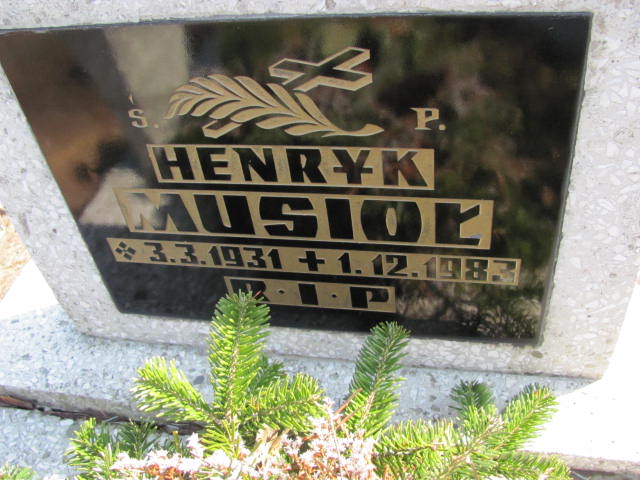 Ś. P.
HENRYK
MUSIOŁ
3.3.1931 + 1.12.1983
R·I·P